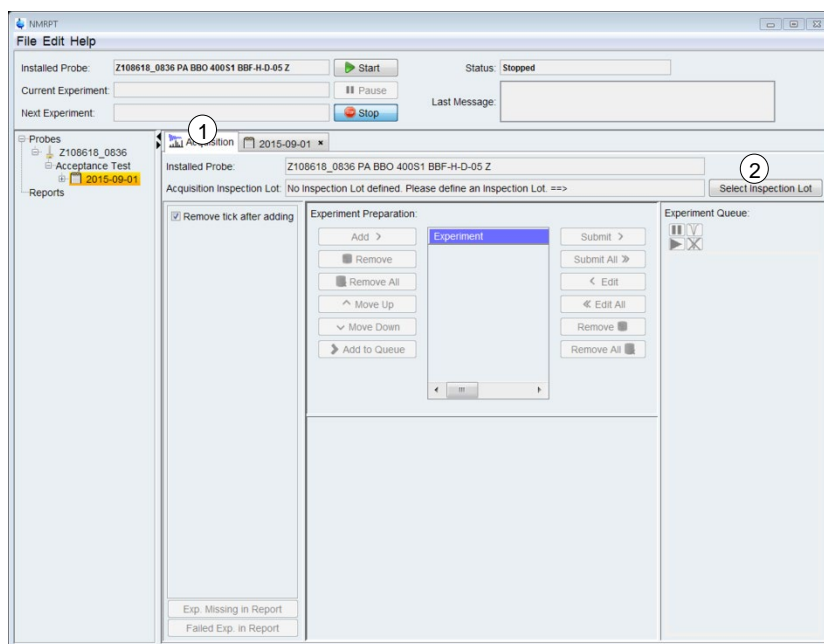 NMRPT
File Edit Help
Installed Probe: Z108618_0836 PA BBO 400S1 BBF-H-D-05 Z Start Status: Stopped
Current Experiment: Pause
Last Message:
Next Experiment: Stop
1
Probes
Z108618_0836
Acceptance Test
2015-09-01
Reports
Acquisition 2015-09-01
2
Installed Probe: Z108618_0836 PA BBO 400S1 BBF-H-D-05 Z
Acquisition Inspection Lot: No Inspection Lot defined. Please define an Inspection Lot. ==> Select Inspection Lot
Remove tick after adding
Exp. Missing in Report
Failed Exp. in Report
Experiment Preparation:
Add
Remove
Remove All
Move Up
Move Down
Add to Queue
Experiment
Submit
Submit All
Edit
Edit All
Remove
Remove All
Experiment Queue: